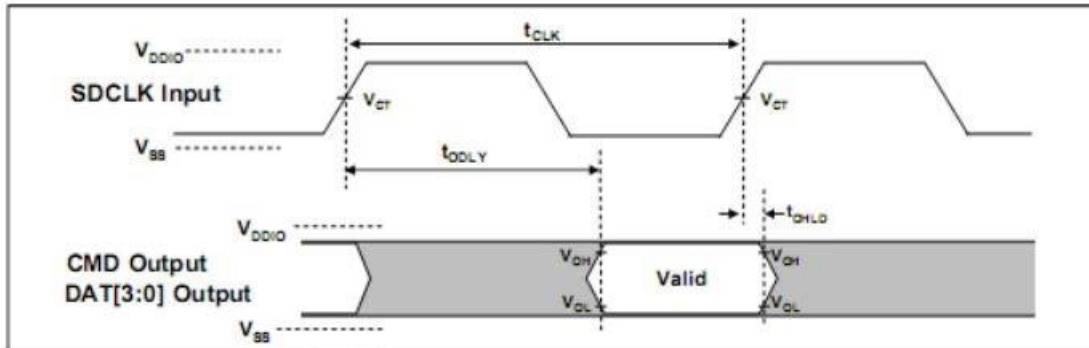 tCLK
VDDIO
SDCLK Input
VCT
VCT
VSS
tODLY
tOHLD
VDDIO
CMD Output
DAT[3:0] Output
VOH
VOL
Valid
VOH
VOL
VSS